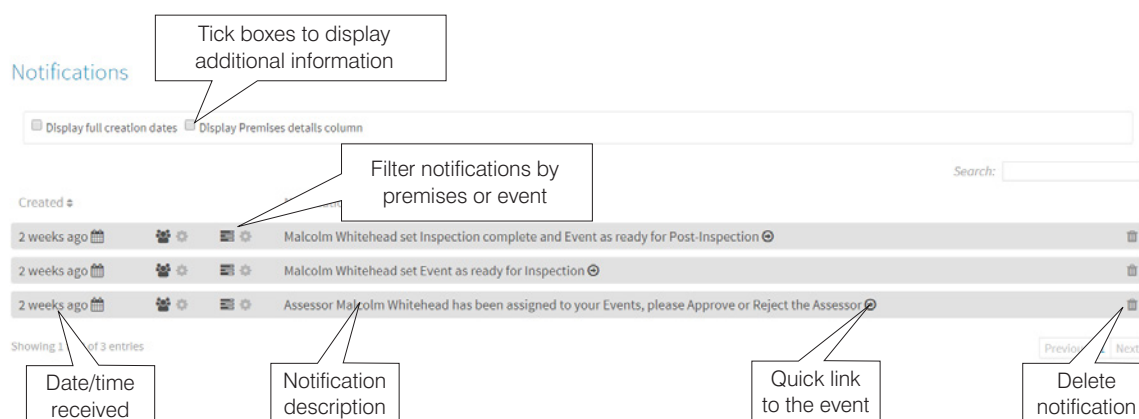 Tick boxes to display
additional information
Notifications
Display full creation dates Display Premises details column
Filter notifications by
premises or event
Search:
Created
2 weeks ago Malcolm Whitehead set Inspection complete and Event as ready for Post-Inspection
2 weeks ago Malcolm Whitehead set Event as ready for Inspection
2 weeks ago Assessor Malcolm Whitehead has been assigned to your Events, please Approve or Reject the Assessor
Showing 1 of 3 entries
Next
Date/time
received
Notification
description
Quick link
to the event
Delete
notification